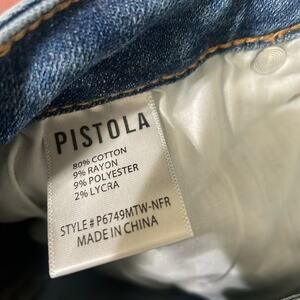 PISTOLA
80% COTTON
9% RAYON
9% POLYESTER
2% LYCRA
STYLE # P6749MTW-NFR
MADE IN CHINA